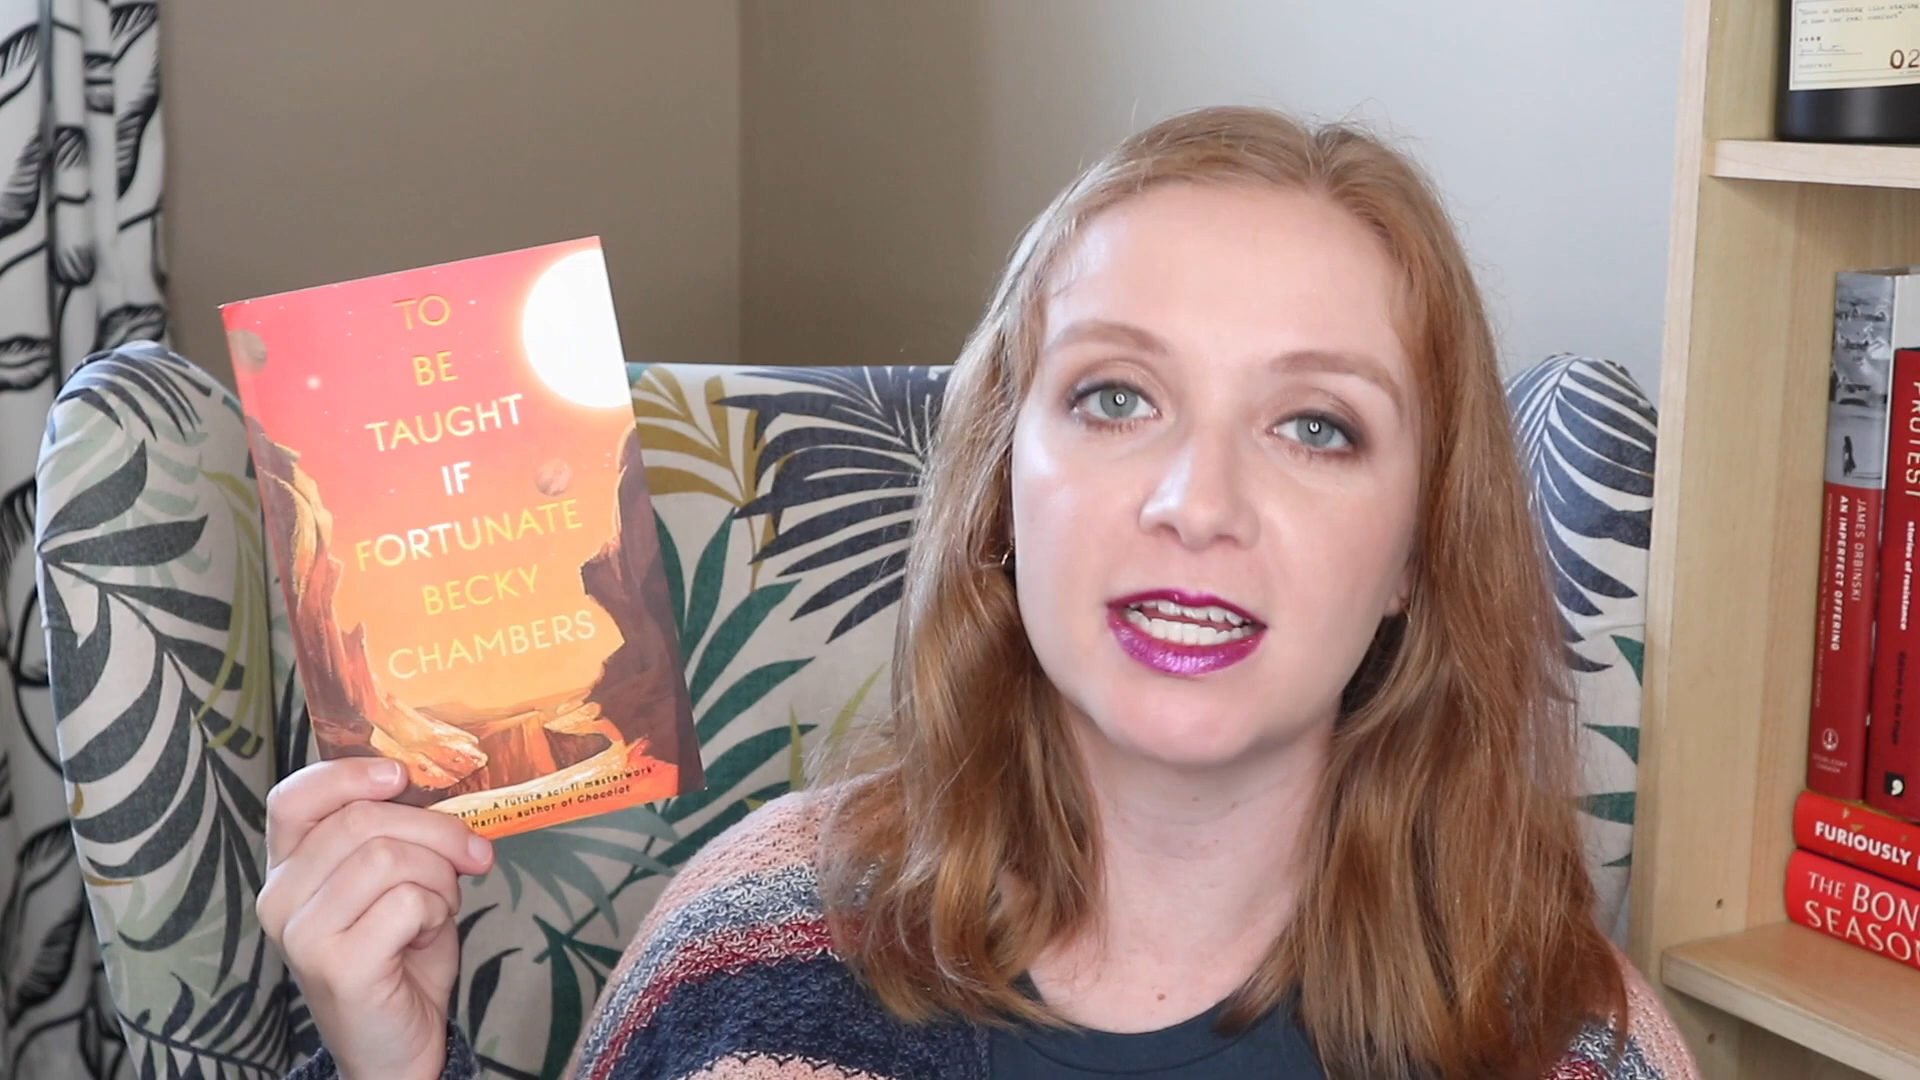 TO
BE
TAUGHT
IF
FORTUNATE
BECKY
CHAMBERS
A future sci-fi masterwork'
Harris, author of Chocolat
02
JAMES ORBINSKI
AN IMPERFECT OFFERING
PROTEST
stories of resistance
FURIOUSLY
THE BON
SEASO